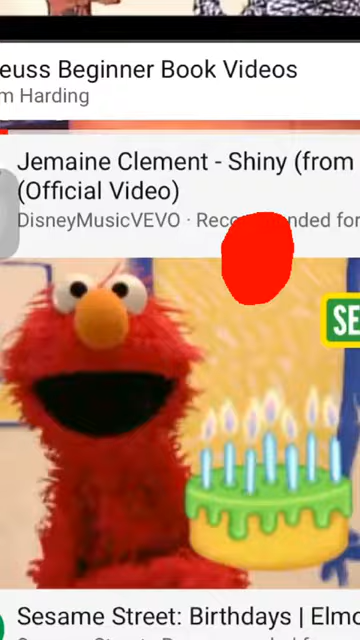 euss Beginner Book Videos
m Harding
Jemaine Clement - Shiny (from
(Official Video)
DisneyMusicVEVO · Reco nded for
SE
Sesame Street: Birthdays | Elmo